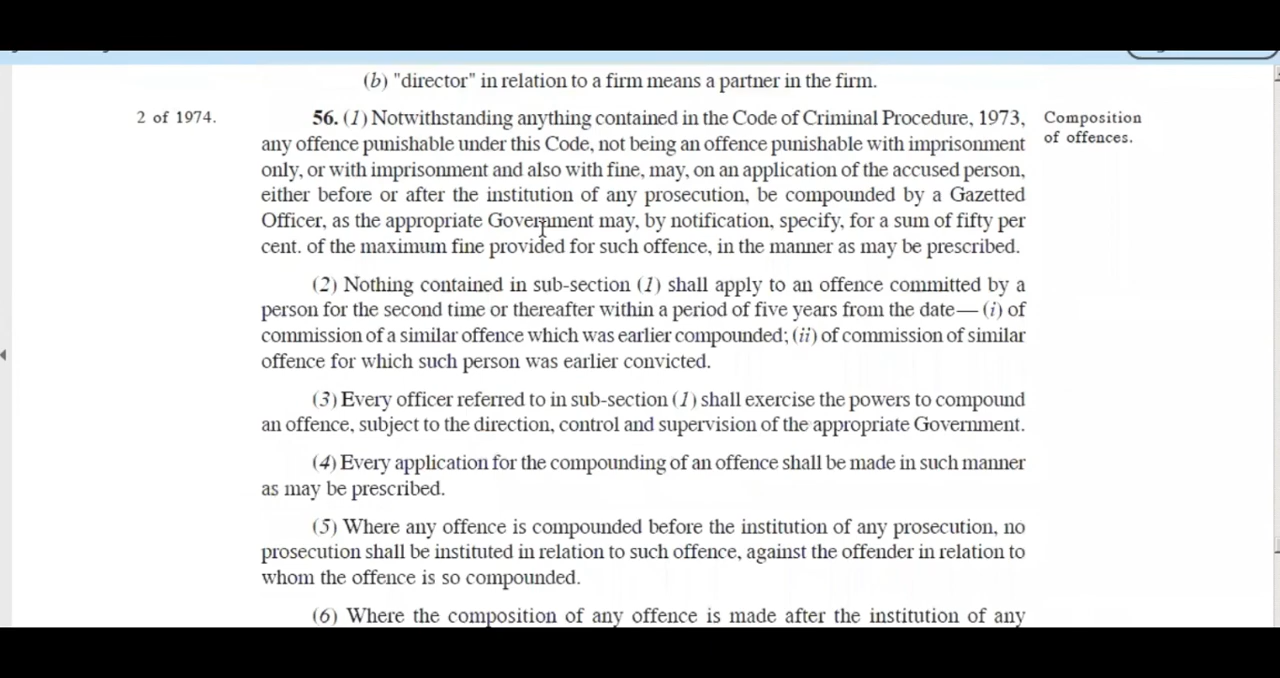 (b) "director" in relation to a firm means a partner in the firm.
2 of 1974.
56. (1) Notwithstanding anything contained in the Code of Criminal Procedure, 1973,
any offence punishable under this Code, not being an offence punishable with imprisonment
only, or with imprisonment and also with fine, may, on an application of the accused person,
either before or after the institution of any prosecution, be compounded by a Gazetted
Officer, as the appropriate Government may, by notification, specify, for a sum of fifty per
cent. of the maximum fine provided for such offence, in the manner as may be prescribed.
Composition
of offences.
(2) Nothing contained in sub-section (1) shall apply to an offence committed by a
person for the second time or thereafter within a period of five years from the date— (i) of
commission of a similar offence which was earlier compounded; (ii) of commission of similar
offence for which such person was earlier convicted.
(3) Every officer referred to in sub-section (1) shall exercise the powers to compound
an offence, subject to the direction, control and supervision of the appropriate Government.
(4) Every application for the compounding of an offence shall be made in such manner
as may be prescribed.
(5) Where any offence is compounded before the institution of any prosecution, no
prosecution shall be instituted in relation to such offence, against the offender in relation to
whom the offence is so compounded.
(6) Where the composition of any offence is made after the institution of any